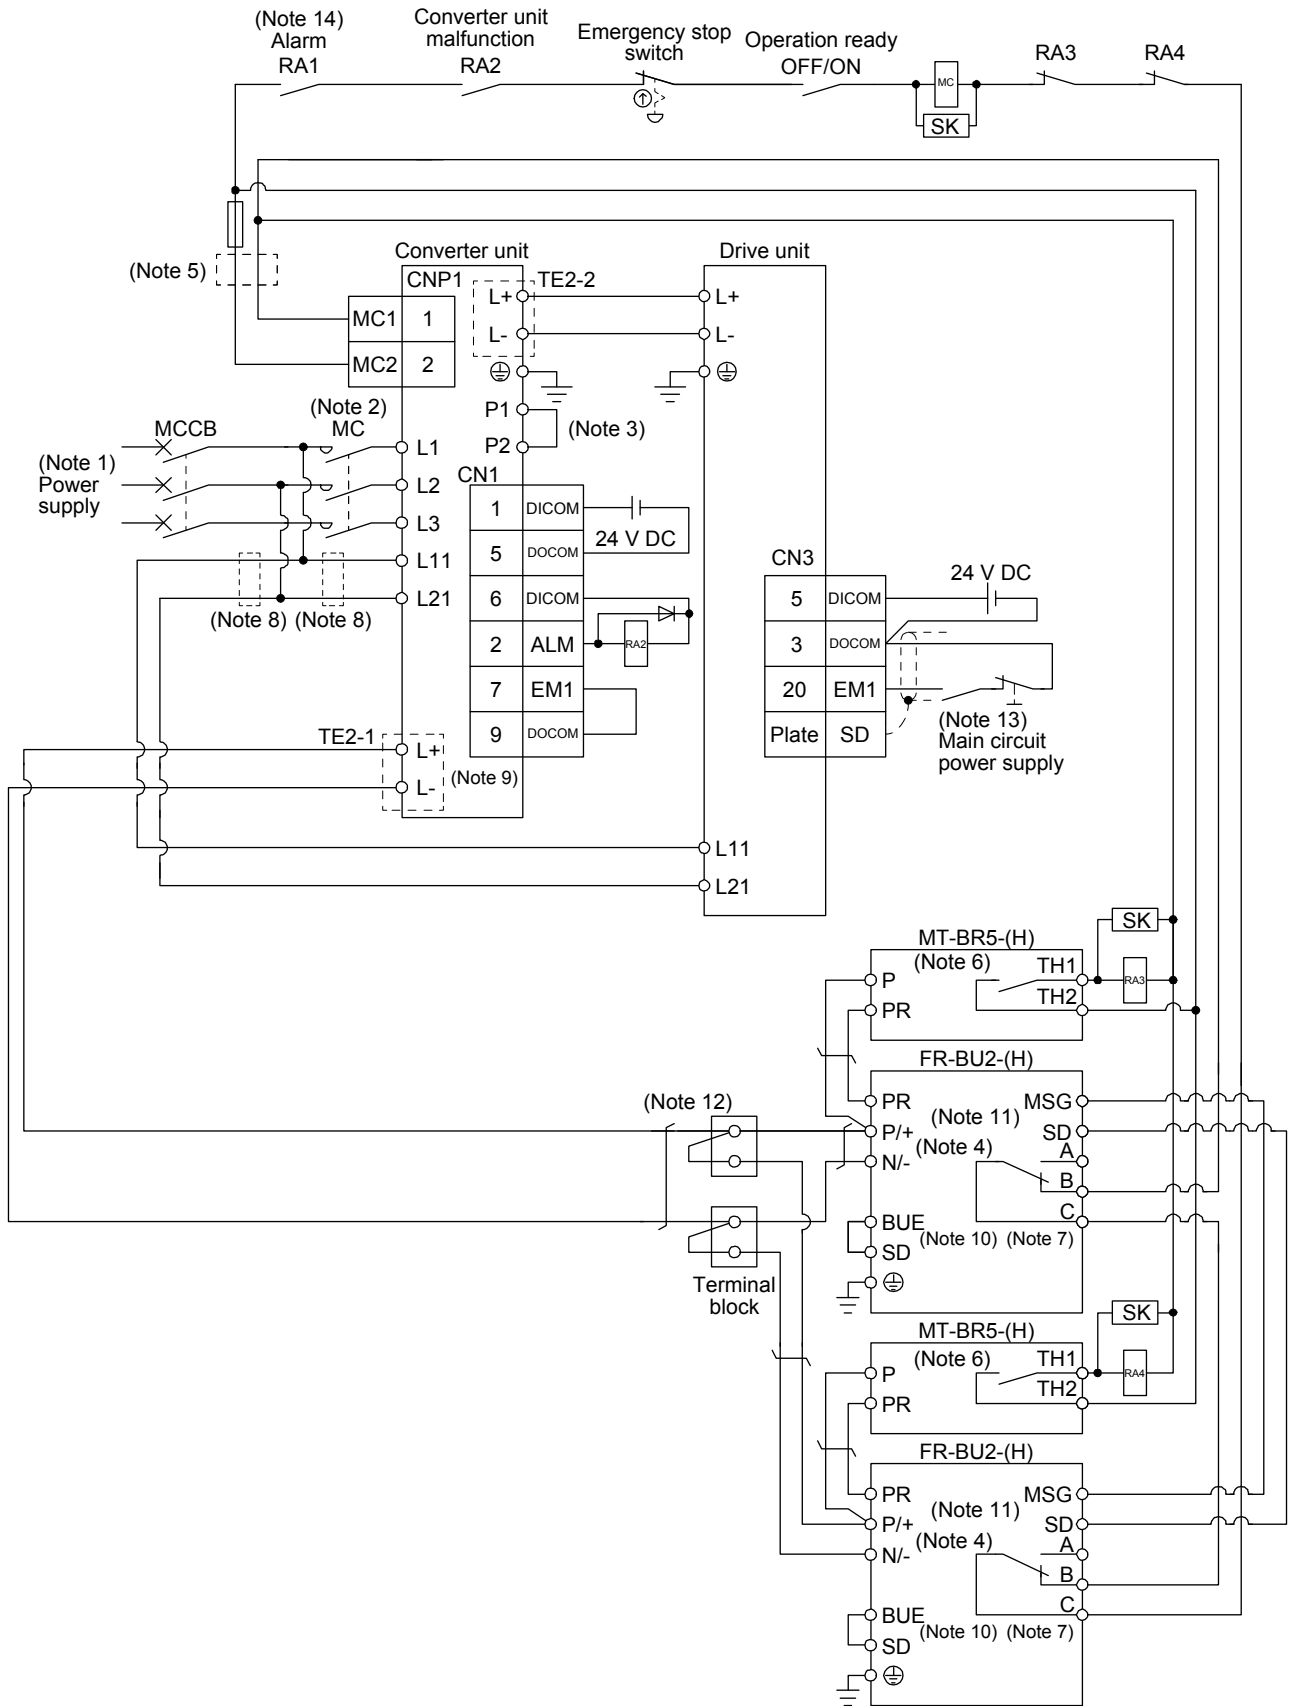 (Note 14)
Alarm
RA1
Converter unit
malfunction
RA2
Emergency stop
switch
Operation ready
OFF/ON
MC
SK
RA3
RA4
(Note 5)
Converter unit
CNP1
MC1 1
MC2 2
L+ TE2-2
L-
P1
P2
(Note 3)
Drive unit
L+
L-
(Note 1)
Power
supply
MCCB
(Note 2)
MC
L1
L2
L3
L11
L21
(Note 8) (Note 8)
CN1
1 DICOM
5 DOCOM
6 DICOM
2 ALM
7 EM1
9 DOCOM
24 V DC
RA2
CN3
5 DICOM
3 DOCOM
20 EM1
Plate SD
24 V DC
(Note 13)
Main circuit
power supply
TE2-1
L+
L-
(Note 9)
L11
L21
MT-BR5-(H)
(Note 6)
P
PR
TH1
TH2
SK
RA3
FR-BU2-(H)
PR
P/+
N/-
BUE
SD
(Note 11)
(Note 4)
(Note 10) (Note 7)
MSG
SD
A
B
C
(Note 12)
Terminal
block
MT-BR5-(H)
(Note 6)
P
PR
TH1
TH2
SK
RA4
FR-BU2-(H)
PR
P/+
N/-
BUE
SD
(Note 11)
(Note 4)
(Note 10) (Note 7)
MSG
SD
A
B
C